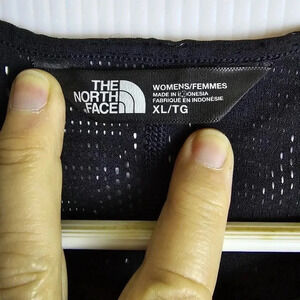 THE
NORTH
FACE
WOMENS/FEMMES
MADE IN INDONESIA
FABRIQUÉ EN INDONÉSIE
XL/TG